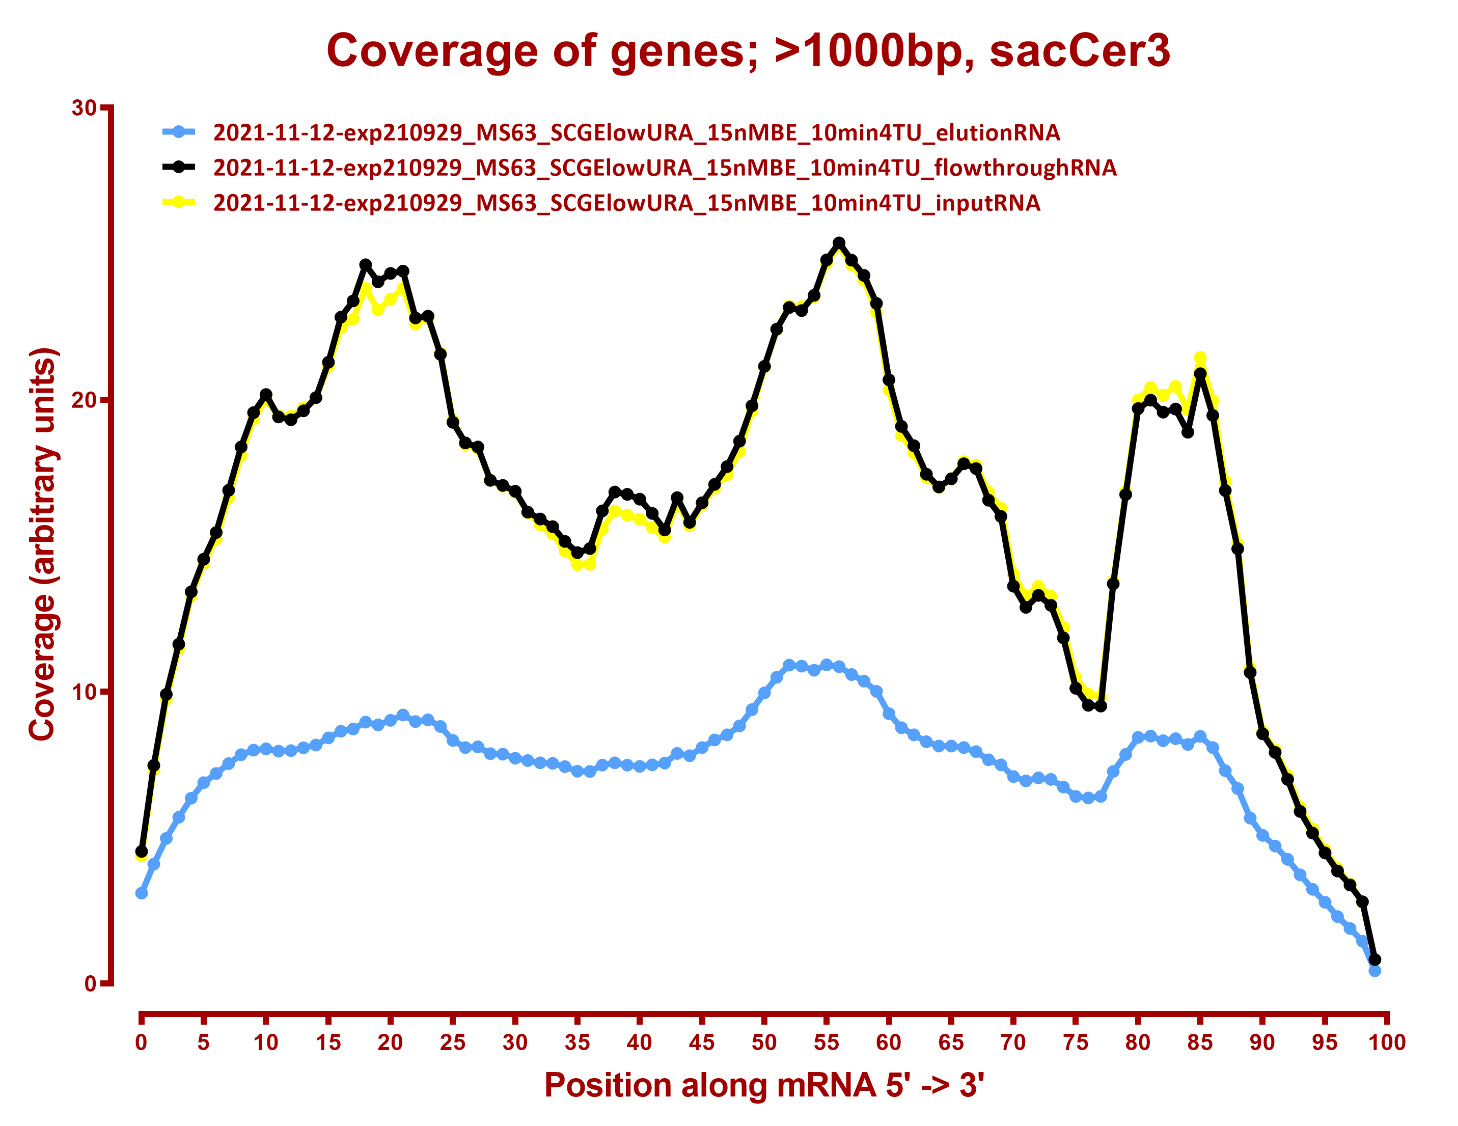 Coverage of genes; >1000bp, sacCer3
30
2021-11-12-exp210929_MS63_SCGElowURA_15nMBE_10min4TU_elutionRNA
2021-11-12-exp210929_MS63_SCGElowURA_15nMBE_10min4TU_flowthroughRNA
2021-11-12-exp210929_MS63_SCGElowURA_15nMBE_10min4TU_inputRNA
Coverage (arbitrary units)
20
10
0
0 5 10 15 20 25 30 35 40 45 50 55 60 65 70 75 80 85 90 95 100
Position along mRNA 5' -> 3'